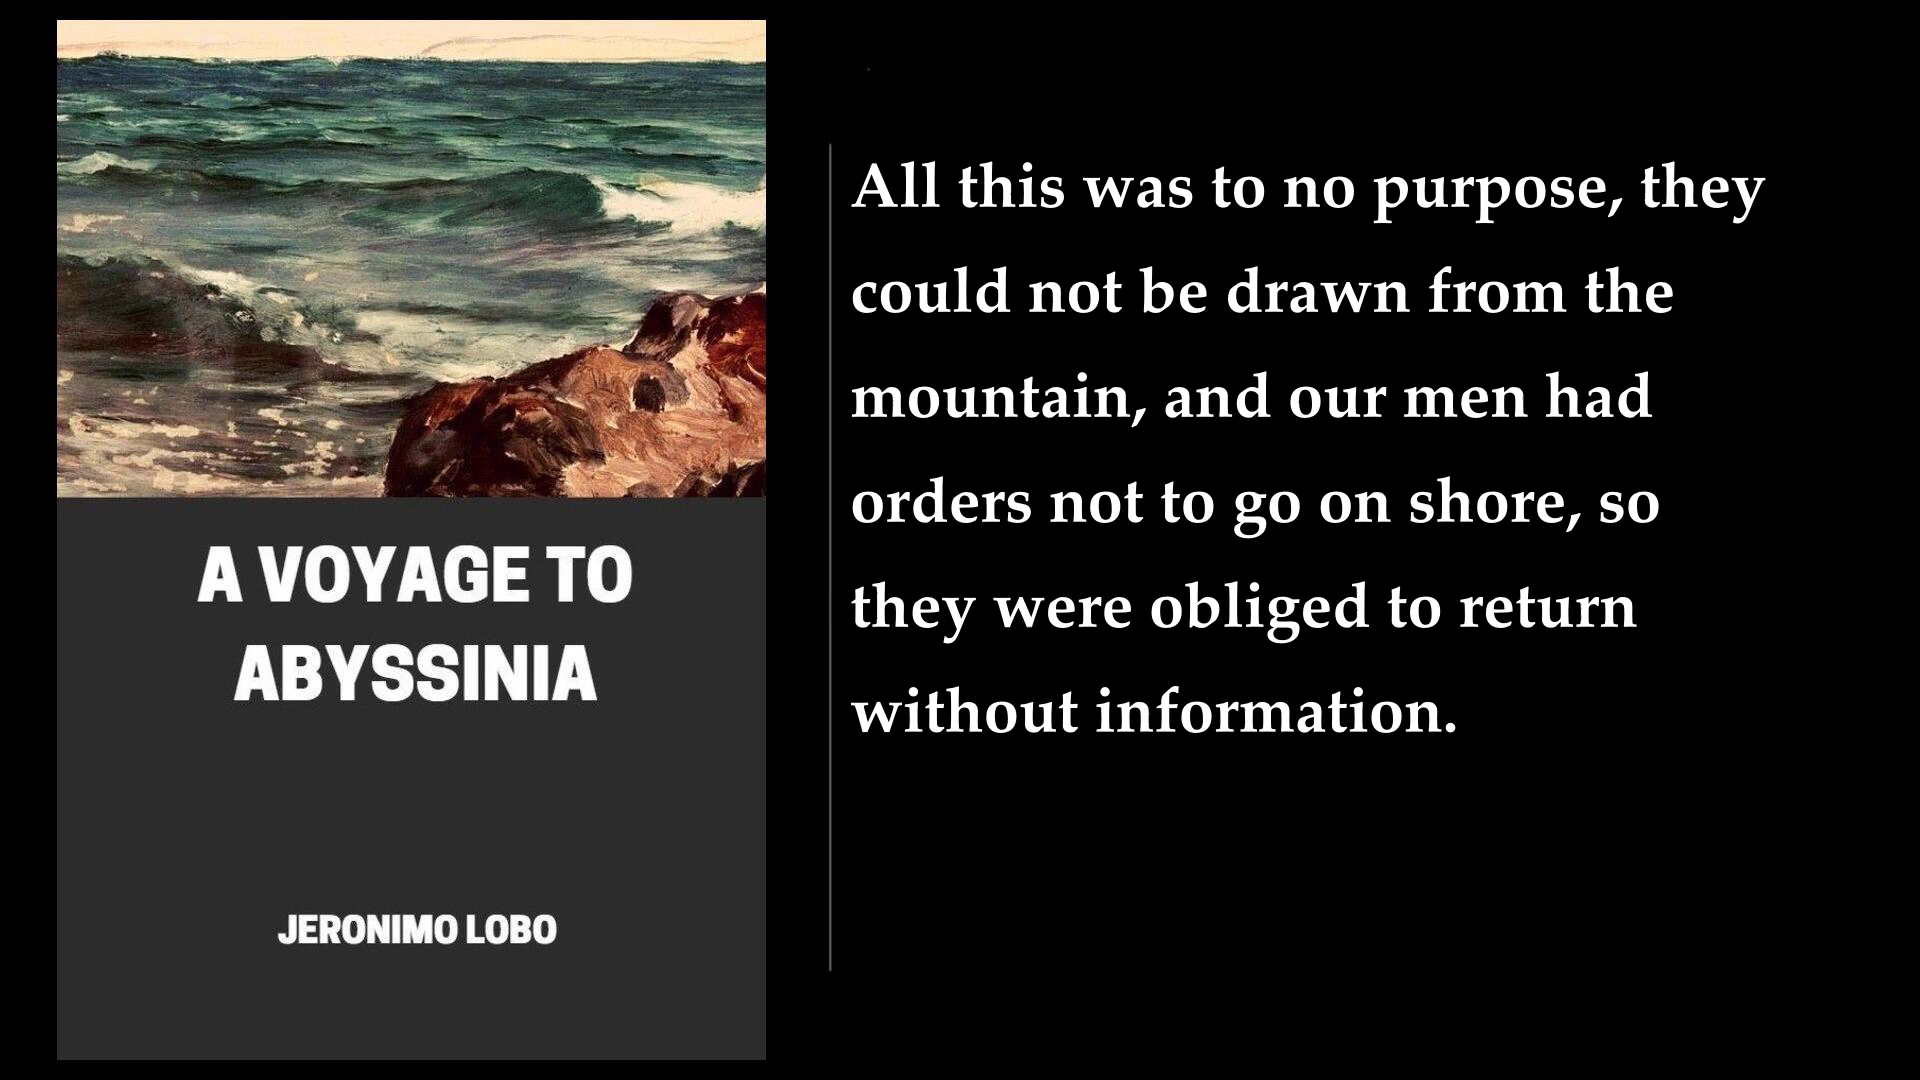 A VOYAGE TO
ABYSSINIA
JERONIMO LOBO
All this was to no purpose, they
could not be drawn from the
mountain, and our men had
orders not to go on shore, so
they were obliged to return
without information.